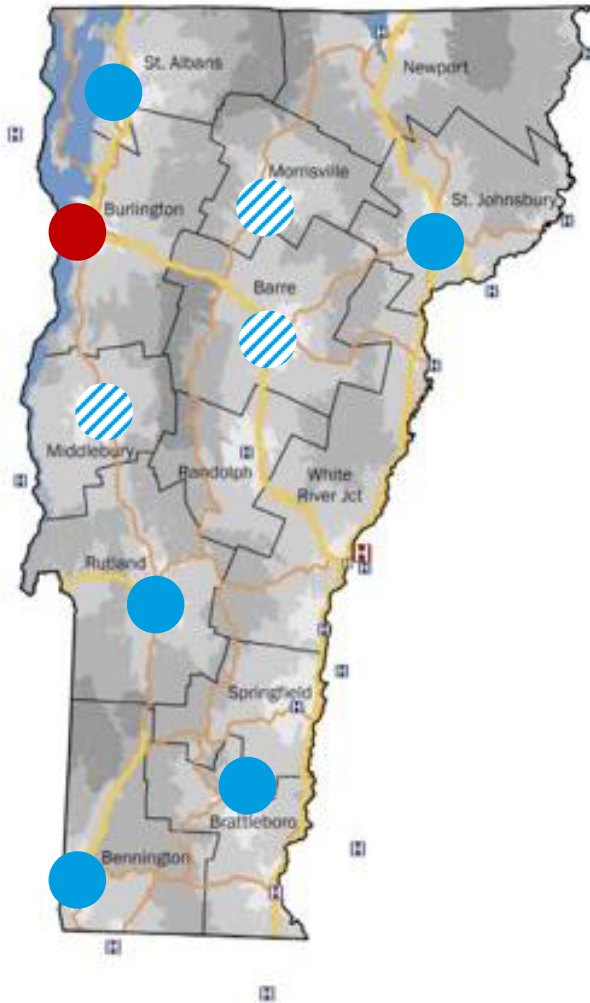 St. Albans
Newport
H
H
H
Morrisville
Burlington
St. Johnsbury
H
Barre
H
H
Middlebury
H
Randolph
White
River Jct
H
Rutland
H
H
H
H
Springfield
H
Brattleboro
H
Bennington
H
H
H